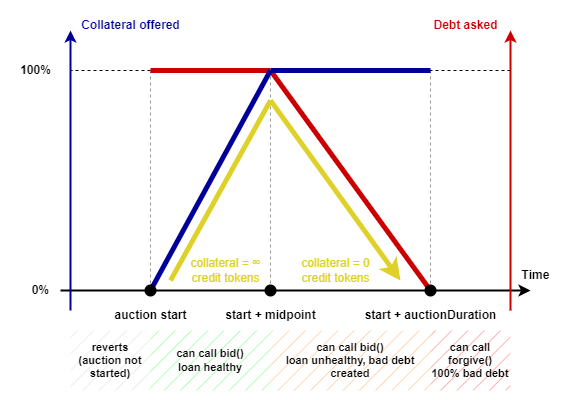 Collateral offered
Debt asked
100%
collateral = ∞
credit tokens
collateral = 0
credit tokens
Time
0%
auction start
start + midpoint
start + auctionDuration
reverts
(auction not
started)
can call bid()
loan healthy
can call bid()
loan unhealthy, bad debt
created
can call
forgive()
100% bad debt